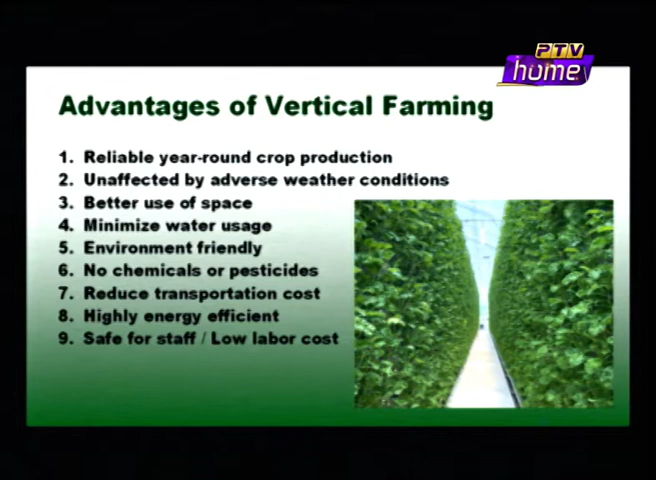 PTV
home
Advantages of Vertical Farming
1. Reliable year-round crop production
2. Unaffected by adverse weather conditions
3. Better use of space
4. Minimize water usage
5. Environment friendly
6. No chemicals or pesticides
7. Reduce transportation cost
8. Highly energy efficient
9. Safe for staff / Low labor cost